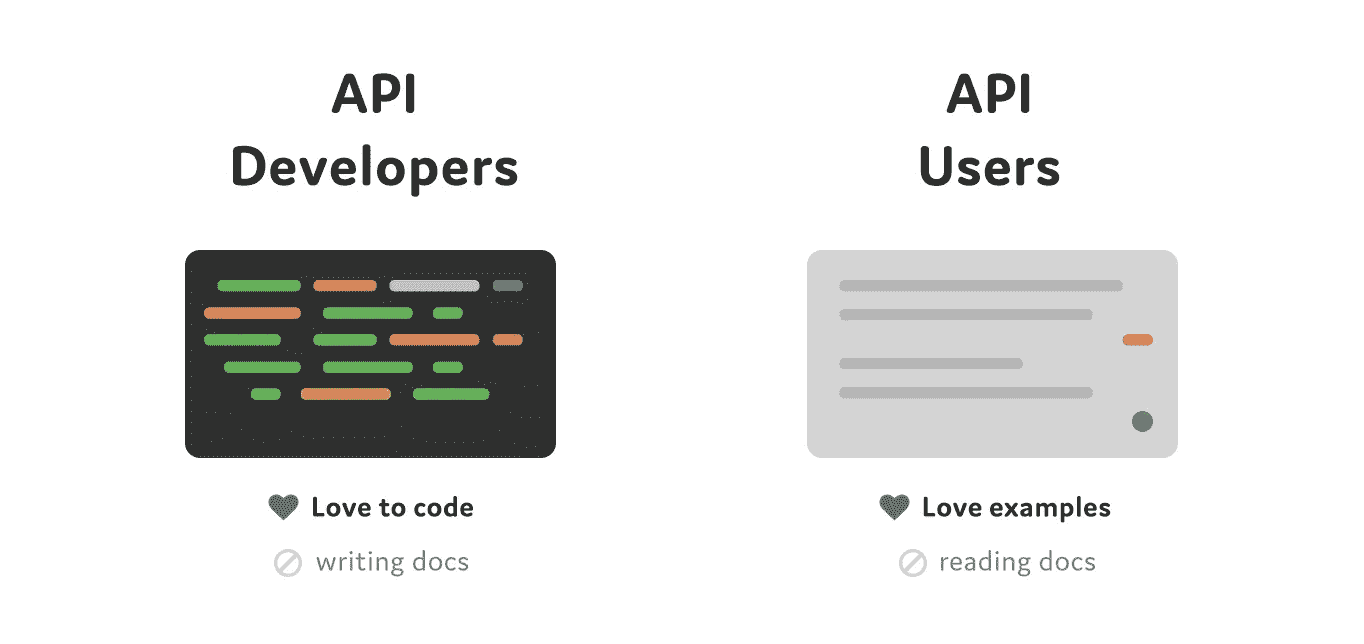 API
Developers
Love to code
writing docs
API
Users
Love examples
reading docs